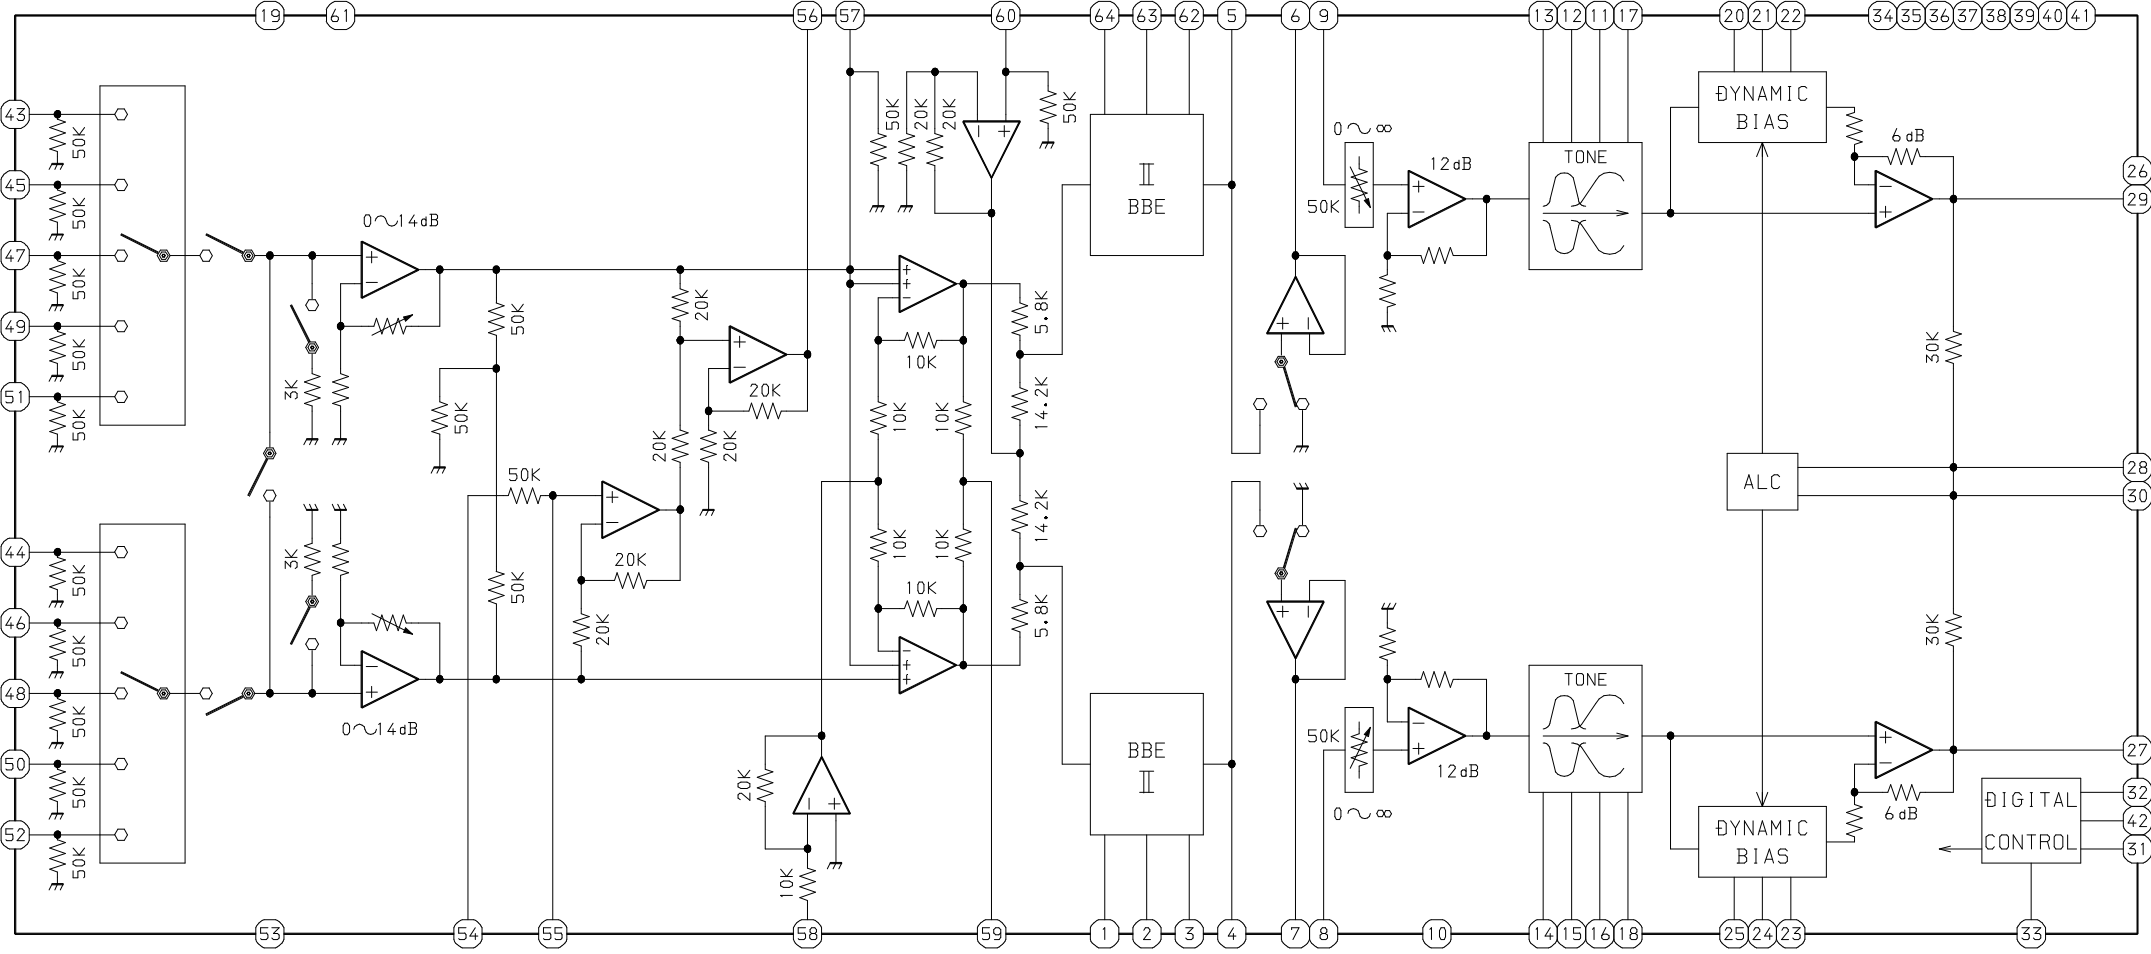 19 61 56 57 60 64 63 62 5 6 9 13 12 11 17 20 21 22 34 35 36 37 38 39 40 41
43 50K
45 50K
47 50K
49 50K
51 50K
44 50K
46 50K
48 50K
50 50K
52 50K
0～14dB
+
−
3K
3K
−
+
0～14dB
50K
50K
50K
50K
+
−
20K
20K
20K
20K
+
−
20K
20K
50K
20K
20K
− +
50K
+
+
−
10K
10K
10K
10K
10K
10K
−
+
5.8K
14.2K
14.2K
5.8K
20K
− +
10K
II
BBE
BBE
II
+ −
+ −
0～∞
50K
12dB
+
−
50K
0～∞
−
+
12dB
TONE
TONE
DYNAMIC
BIAS
ALC
DYNAMIC
BIAS
6dB
−
+
30K
30K
+
−
6dB
DIGITAL
CONTROL
26
29
28
30
27
32
42
31
53 54 55 58 59 1 2 3 4 7 8 10 14 15 16 18 25 24 23 33